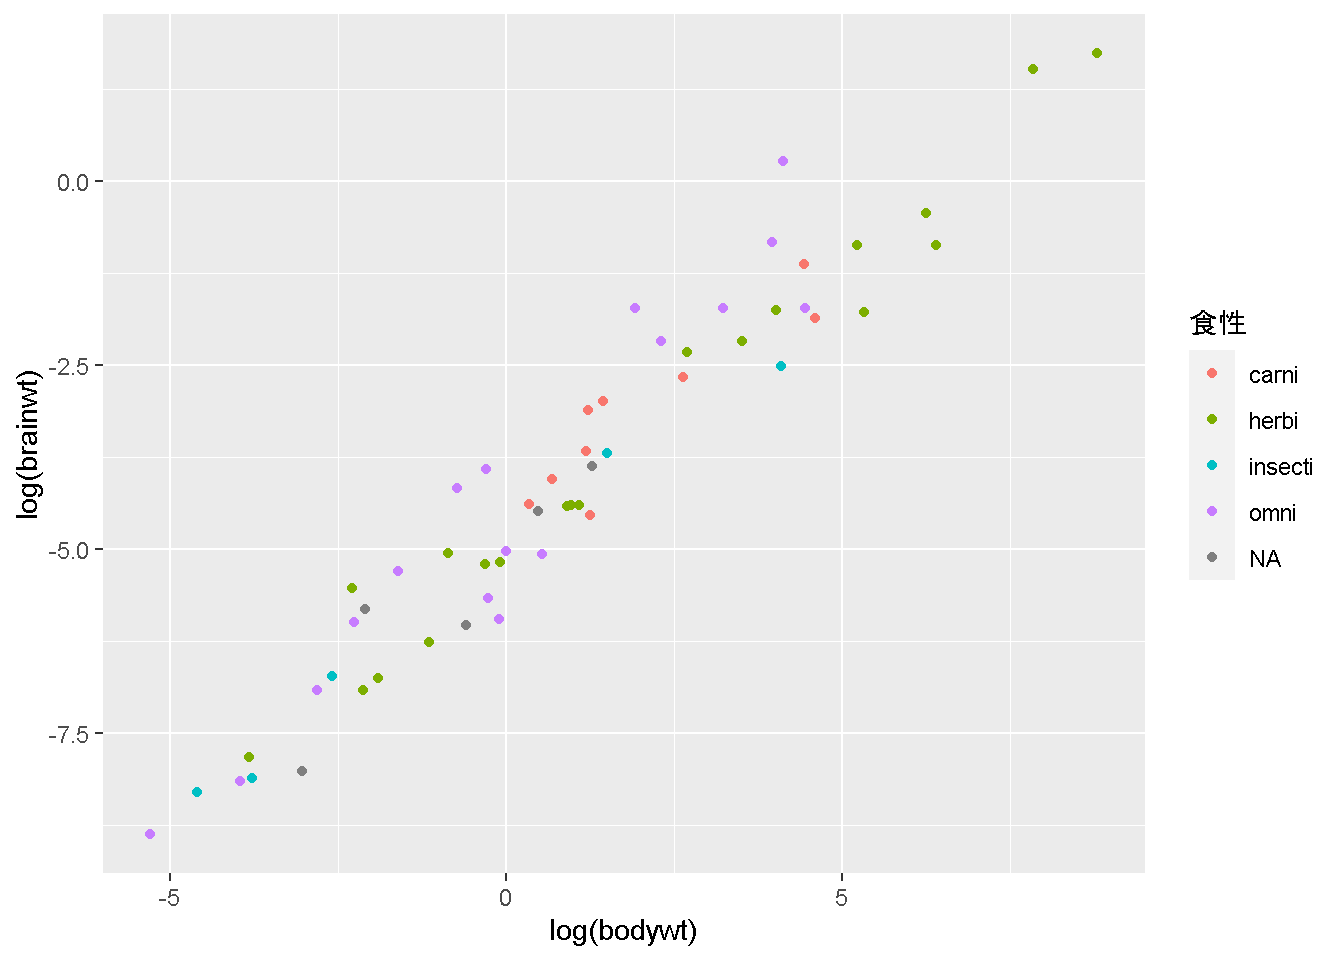 0.0
-2.5
-5.0
-7.5
log(brainwt)
-5
0
5
log(bodywt)
食性
carni
herbi
insecti
omni
NA